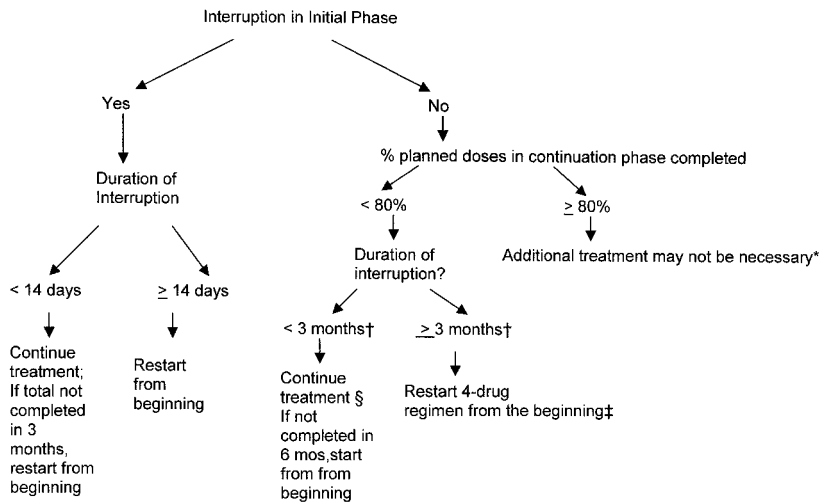 Interruption in Initial Phase
Yes
No
Duration of
Interruption
% planned doses in continuation phase completed
< 80%
≥ 80%
Duration of
interruption?
Additional treatment may not be necessary*
< 14 days
≥ 14 days
< 3 months†
≥ 3 months†
Continue
treatment;
If total not
completed
in 3
months,
restart from
beginning
Restart
from
beginning
Continue
treatment §
If not
completed in
6 mos,start
from from
beginning
Restart 4-drug
regimen from the beginning‡